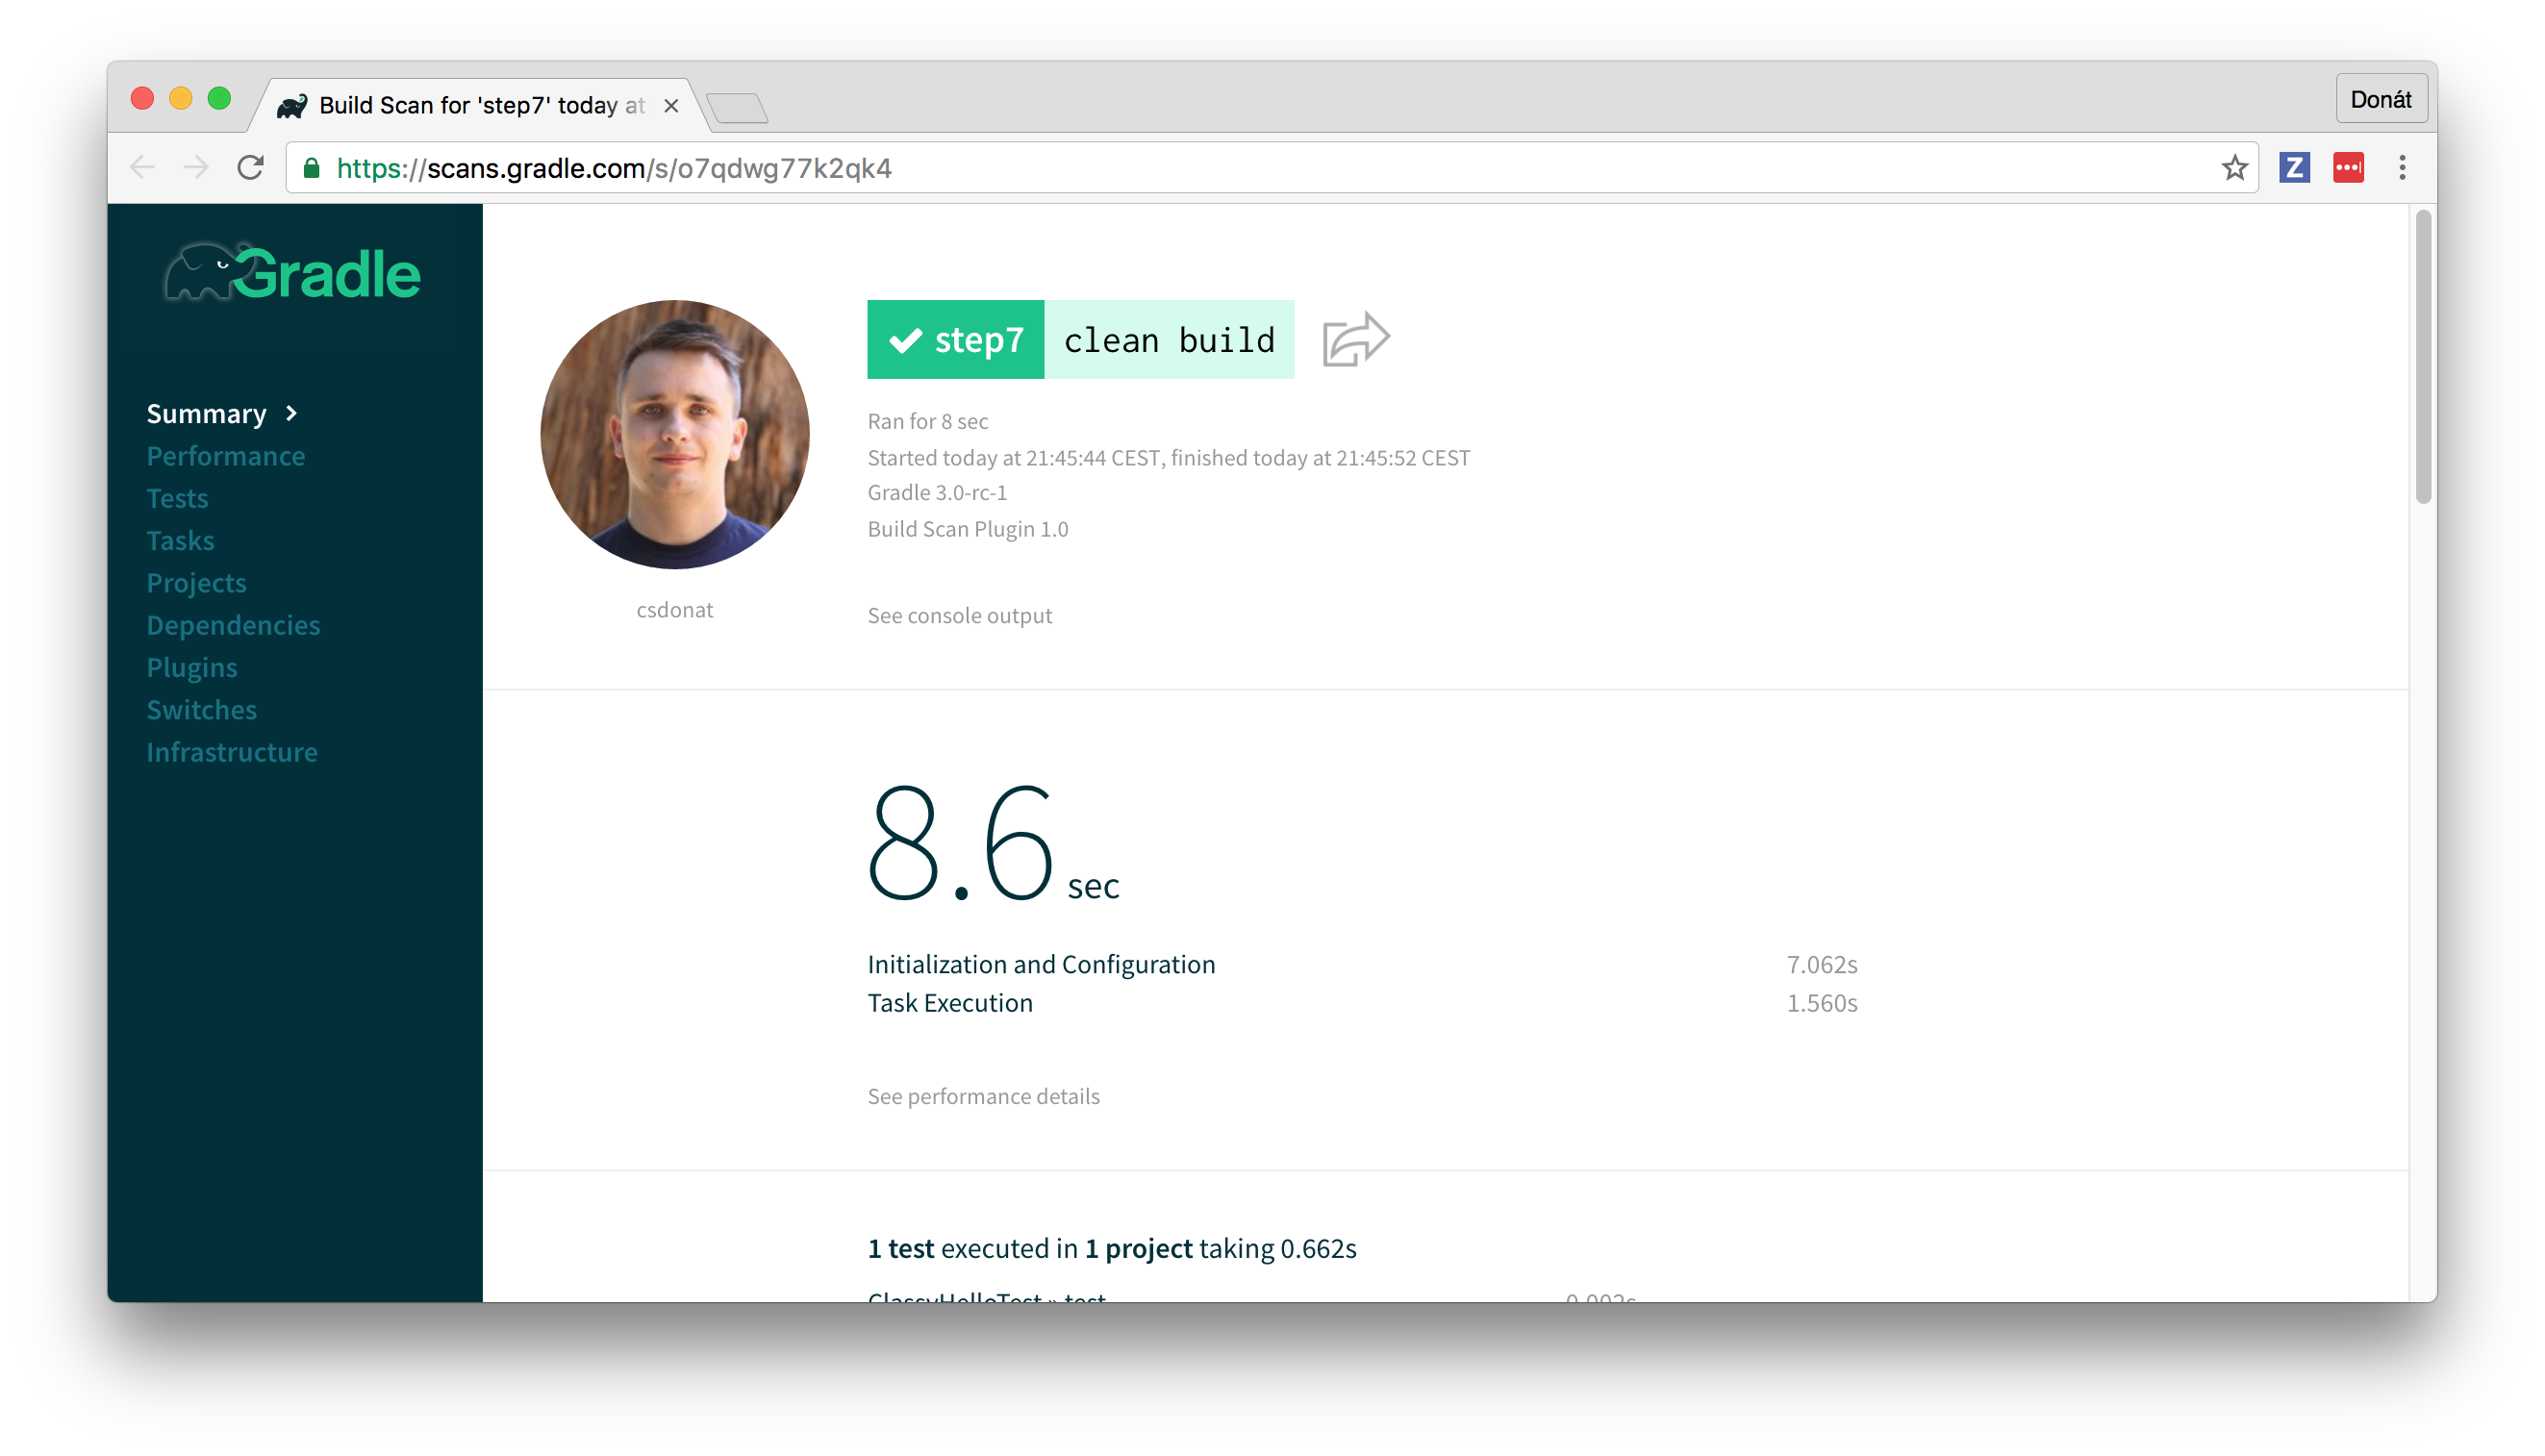 Build Scan for 'step7' today at
Donát
https://scans.gradle.com/s/o7qdwg77k2qk4
Z
Gradle
Summary
Performance
Tests
Tasks
Projects
Dependencies
Plugins
Switches
Infrastructure
step7 clean build
Ran for 8 sec
Started today at 21:45:44 CEST, finished today at 21:45:52 CEST
Gradle 3.0-rc-1
Build Scan Plugin 1.0
csdonat
See console output
8.6 sec
Initialization and Configuration 7.062s
Task Execution 1.560s
See performance details
1 test executed in 1 project taking 0.662s
ClassyHelloTest » test 0.002s